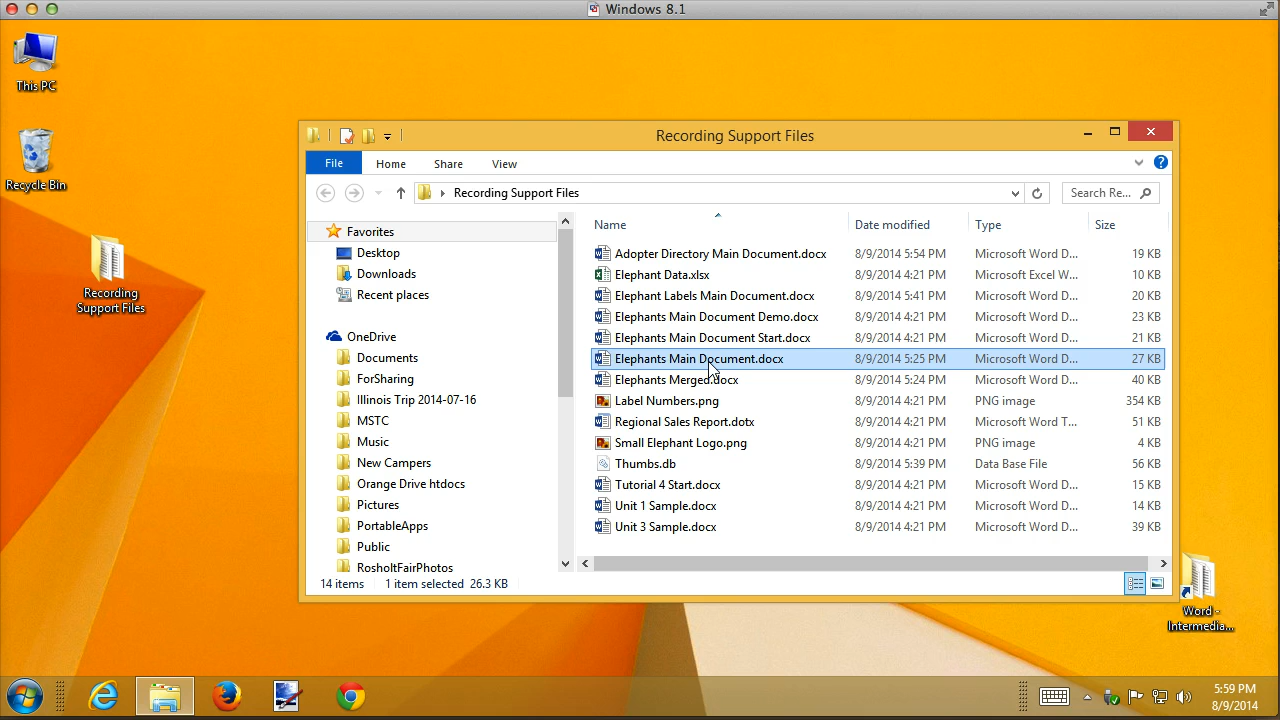 Windows 8.1
This PC
Recycle Bin
Recording
Support Files
Recording Support Files
File Home Share View
Recording Support Files
Search Re...
Favorites
Desktop
Downloads
Recent places
OneDrive
Documents
ForSharing
Illinois Trip 2014-07-16
MSTC
Music
New Campers
Orange Drive htdocs
Pictures
PortableApps
Public
RosholtFairPhotos
Name Date modified Type Size
Adopter Directory Main Document.docx 8/9/2014 5:54 PM Microsoft Word D... 19 KB
Elephant Data.xlsx 8/9/2014 4:21 PM Microsoft Excel W... 10 KB
Elephant Labels Main Document.docx 8/9/2014 5:41 PM Microsoft Word D... 20 KB
Elephants Main Document Demo.docx 8/9/2014 4:21 PM Microsoft Word D... 23 KB
Elephants Main Document Start.docx 8/9/2014 4:21 PM Microsoft Word D... 21 KB
Elephants Main Document.docx 8/9/2014 5:25 PM Microsoft Word D... 27 KB
Elephants Merged.docx 8/9/2014 5:24 PM Microsoft Word D... 40 KB
Label Numbers.png 8/9/2014 4:21 PM PNG image 354 KB
Regional Sales Report.dotx 8/9/2014 4:21 PM Microsoft Word T... 51 KB
Small Elephant Logo.png 8/9/2014 4:21 PM PNG image 4 KB
Thumbs.db 8/9/2014 5:39 PM Data Base File 56 KB
Tutorial 4 Start.docx 8/9/2014 4:21 PM Microsoft Word D... 15 KB
Unit 1 Sample.docx 8/9/2014 4:21 PM Microsoft Word D... 14 KB
Unit 3 Sample.docx 8/9/2014 4:21 PM Microsoft Word D... 39 KB
14 items 1 item selected 26.3 KB
Word -
Intermedia...
5:59 PM
8/9/2014